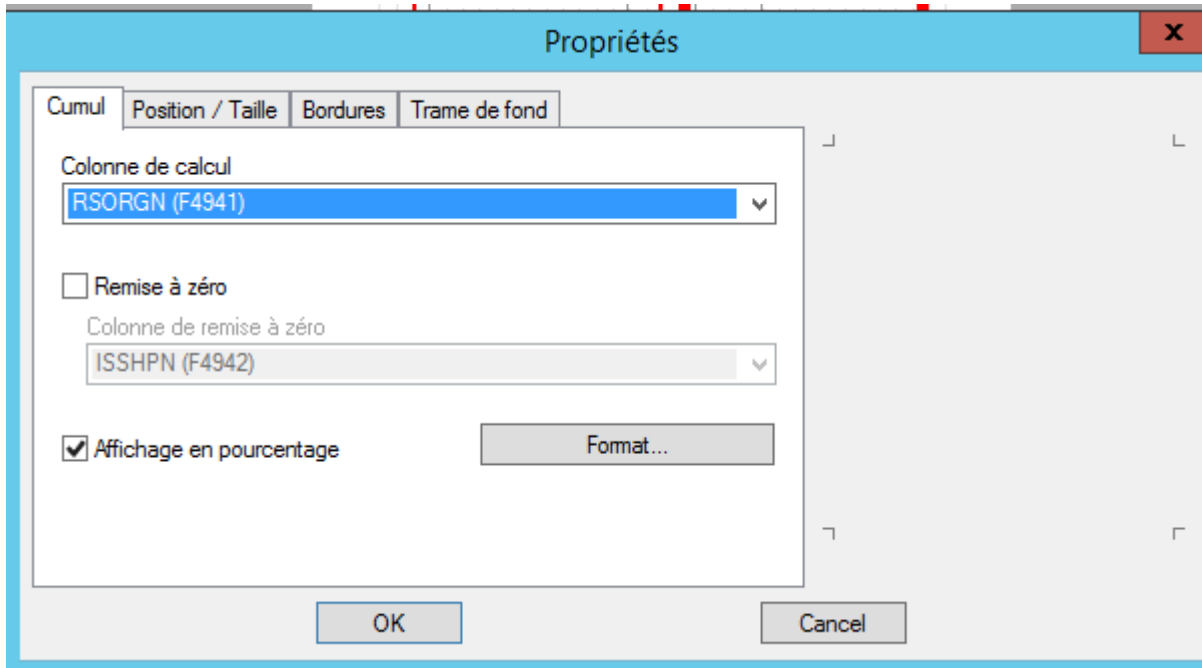 Propriétés
x
Cumul
Position / Taille
Bordures
Trame de fond
Colonne de calcul
RSORGN (F4941)
Remise à zéro
Colonne de remise à zéro
ISSHPN (F4942)
Affichage en pourcentage
Format...
OK
Cancel